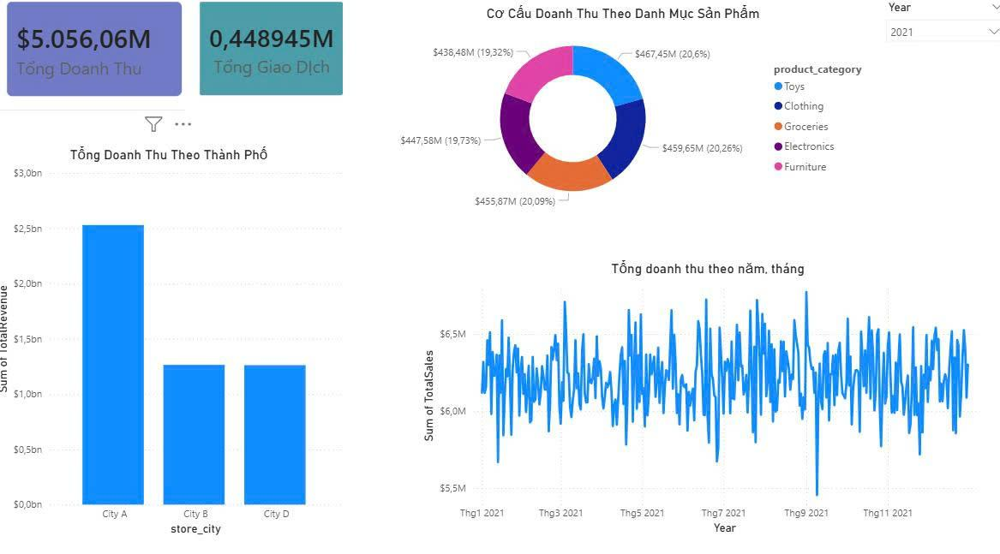 $5.056,06M
Tổng Doanh Thu
0,448945M
Tổng Giao Dịch
Tổng Doanh Thu Theo Thành Phố
$3,0bn
$2,5bn
$2,0bn
$1,5bn
$1,0bn
$0,5bn
$0,0bn
Sum of TotalRevenue
City A
City B
City D
store_city
Cơ Cấu Doanh Thu Theo Danh Mục Sản Phẩm
$438,48M (19,32%)
$467,45M (20,6%)
$447,58M (19,73%)
$459,65M (20,26%)
$455,87M (20,09%)
product_category
Toys
Clothing
Groceries
Electronics
Furniture
Year
2021
Tổng doanh thu theo năm, tháng
$6,5M
$6,0M
$5,5M
Sum of TotalSales
Thg1 2021
Thg3 2021
Thg5 2021
Thg7 2021
Thg9 2021
Thg11 2021
Year